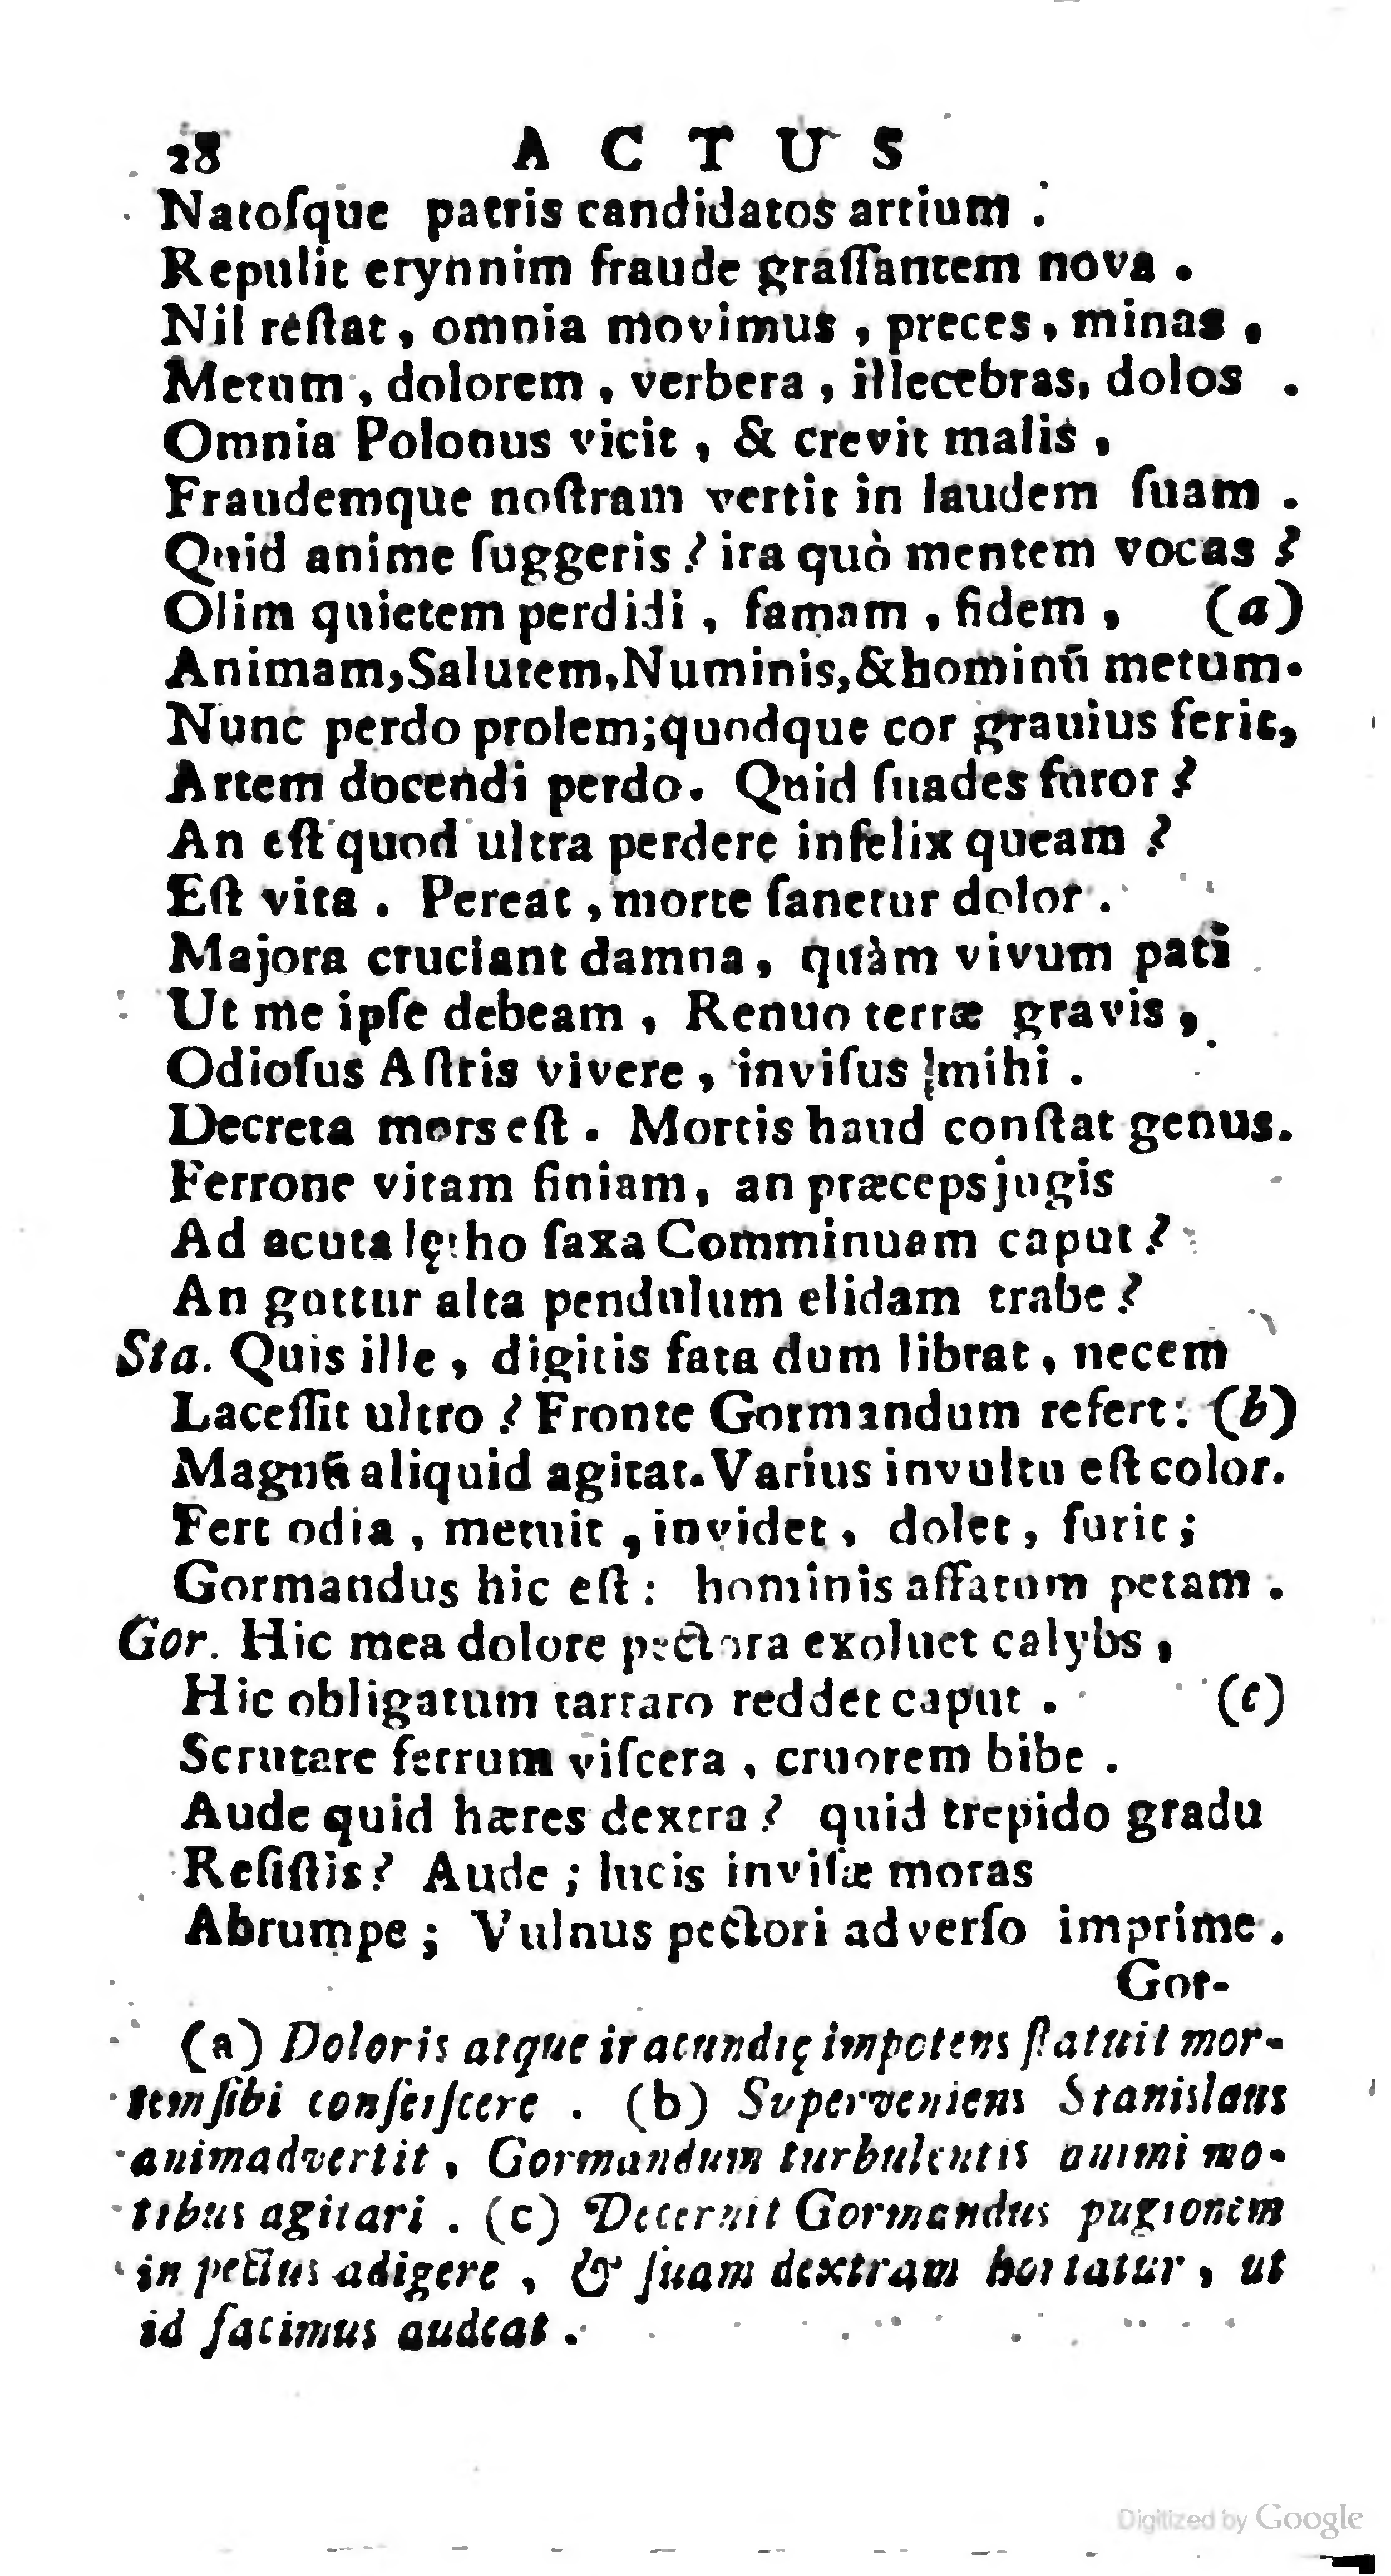 28 ACTUS
Natoſque patris candidatos artium .
Repulit erynnim fraude graſſantem nova .
Nil reſtat, omnia movimus, preces, minas,
Metum, dolorem, verbera, illecebras, dolos .
Omnia Polonus vicit, & crevit malis,
Fraudemque noſtram vertit in laudem ſuam .
Quid anime ſuggeris? ira quò mentem vocas?
Olim quietem perdidi, famam, fidem, (a)
Animam, Salutem, Numinis, & hominũ metum.
Nunc perdo prolem; quodque cor grauius ferit,
Artem docendi perdo. Quid ſuades furor?
An eſt quod ultra perdere infelix queam?
Eſt vita . Pereat, morte ſanetur dolor .
Majora cruciant damna, quàm vivum pati
Ut me ipſe debeam, Renuo terræ gravis,
Odioſus Aſtris vivere, inviſus mihi .
Decreta mors eſt . Mortis haud conſtat genus.
Ferrone vitam finiam, an præceps jugis
Ad acuta lętho ſaxa Comminuam caput?
An guttur alta pendulum elidam trabe?
Sta. Quis ille, digitis fata dum librat, necem
Laceſſit ultro? Fronte Gormandum refert: (b)
Magnũ aliquid agitat. Varius in vultu eſt color.
Fert odia, metuit, invidet, dolet, furit;
Gormandus hic eſt: hominis affatum petam .
Gor. Hic mea dolore pectora exoluet calybs,
Hic obligatum tartaro reddet caput . (c)
Scrutare ferrum viſcera, cruorem bibe .
Aude quid hæres dextra? quid trepido gradu
Reſiſtis? Aude; lucis inviſæ moras
Abrumpe; Vulnus pectori adverſo imprime .
Gor-
(a) Doloris atque iracundię impotens ſtatuit mor-
tem ſibi conſciſcere . (b) Superveniens Stanislaus
animadvertit, Gormandum turbulentis animi mo-
tibus agitari . (c) Decernit Gormandus pugionem
in pectus adigere, & ſuam dextram hortatur, ut
id facimus audeat .
Digitized by Google